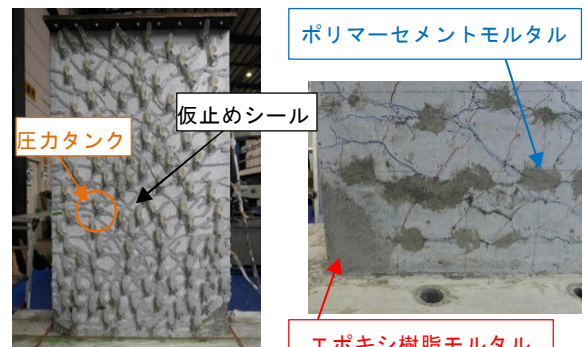 ポリマーセメントモルタル
仮止めシール
圧力タンク
エポキシ樹脂モルタル